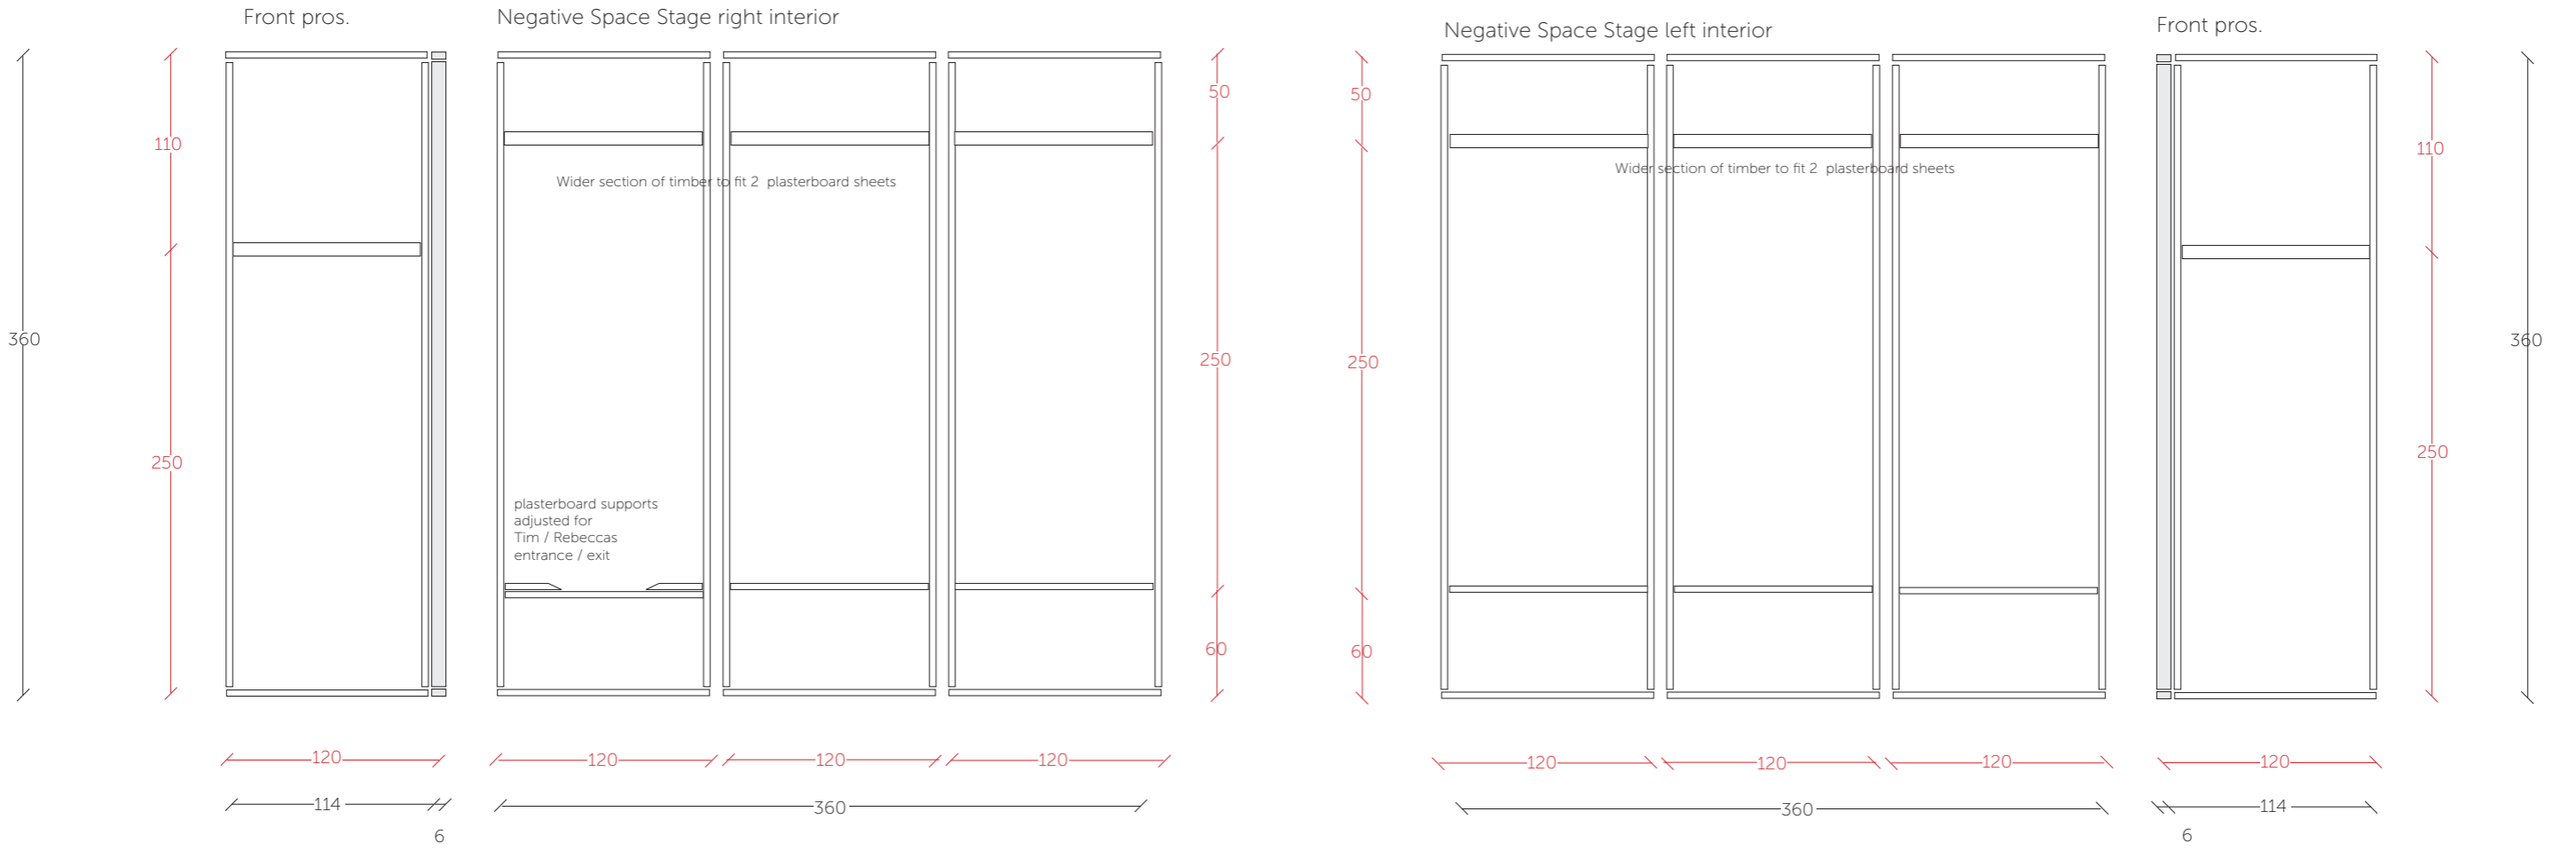 Front pros.
Negative Space Stage right interior
Negative Space Stage left interior
Front pros.
360
110
250
Wider section of timber to fit 2 plasterboard sheets
plasterboard supports
adjusted for
Tim / Rebeccas
entrance / exit
50
250
60
50
250
60
Wider section of timber to fit 2 plasterboard sheets
110
250
360
120
120
120
120
120
120
120
120
114
360
360
114
6
6